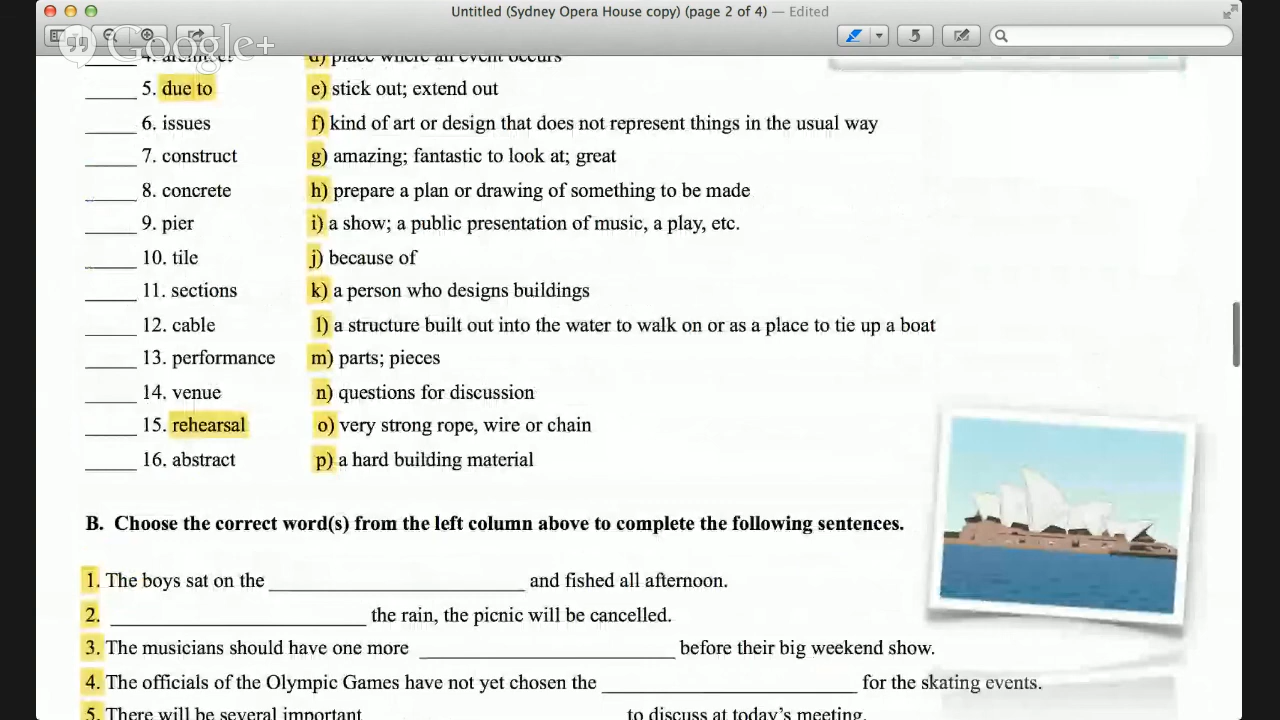 Untitled (Sydney Opera House copy) (page 2 of 4) — Edited
Google+
4. architect d) place where an event occurs
_____ 5. due to e) stick out; extend out
_____ 6. issues f) kind of art or design that does not represent things in the usual way
_____ 7. construct g) amazing; fantastic to look at; great
_____ 8. concrete h) prepare a plan or drawing of something to be made
_____ 9. pier i) a show; a public presentation of music, a play, etc.
_____ 10. tile j) because of
_____ 11. sections k) a person who designs buildings
_____ 12. cable l) a structure built out into the water to walk on or as a place to tie up a boat
_____ 13. performance m) parts; pieces
_____ 14. venue n) questions for discussion
_____ 15. rehearsal o) very strong rope, wire or chain
_____ 16. abstract p) a hard building material
B. Choose the correct word(s) from the left column above to complete the following sentences.
1. The boys sat on the _________________________ and fished all afternoon.
2. _________________________ the rain, the picnic will be cancelled.
3. The musicians should have one more _________________________ before their big weekend show.
4. The officials of the Olympic Games have not yet chosen the _________________________ for the skating events.
5. There will be several important _________________________ to discuss at today's meeting.